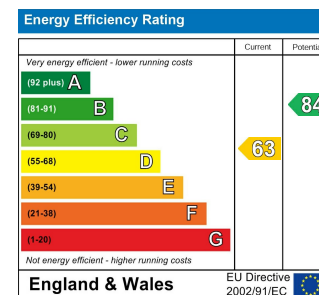 Energy Efficiency Rating
Current
Very energy efficient - lower running costs
(92 plus) A
(81-91) B
84
(69-80) C
63
(55-68) D
(39-54) E
(21-38) F
(1-20) G
Not energy efficient - higher running costs
England & Wales
EU Directive
2002/91/EC